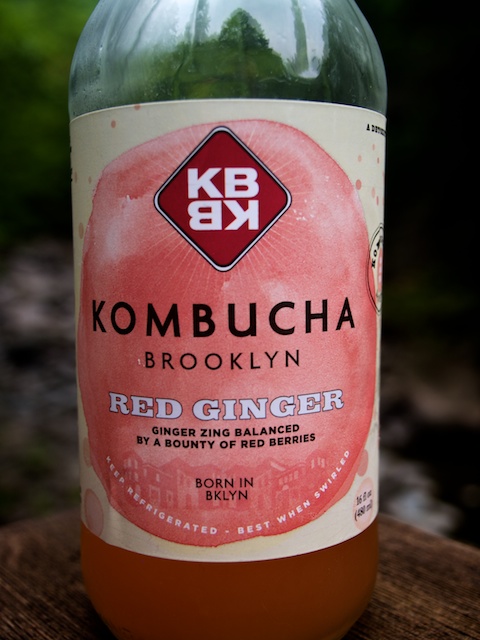 KB
KB
KOMBUCHA
BROOKLYN
RED GINGER
GINGER ZING BALANCED
BY A BOUNTY OF RED BERRIES
BORN IN
BKLYN
KEEP REFRIGERATED - BEST WHEN SWIRLED
16 fl oz
(480 ml)